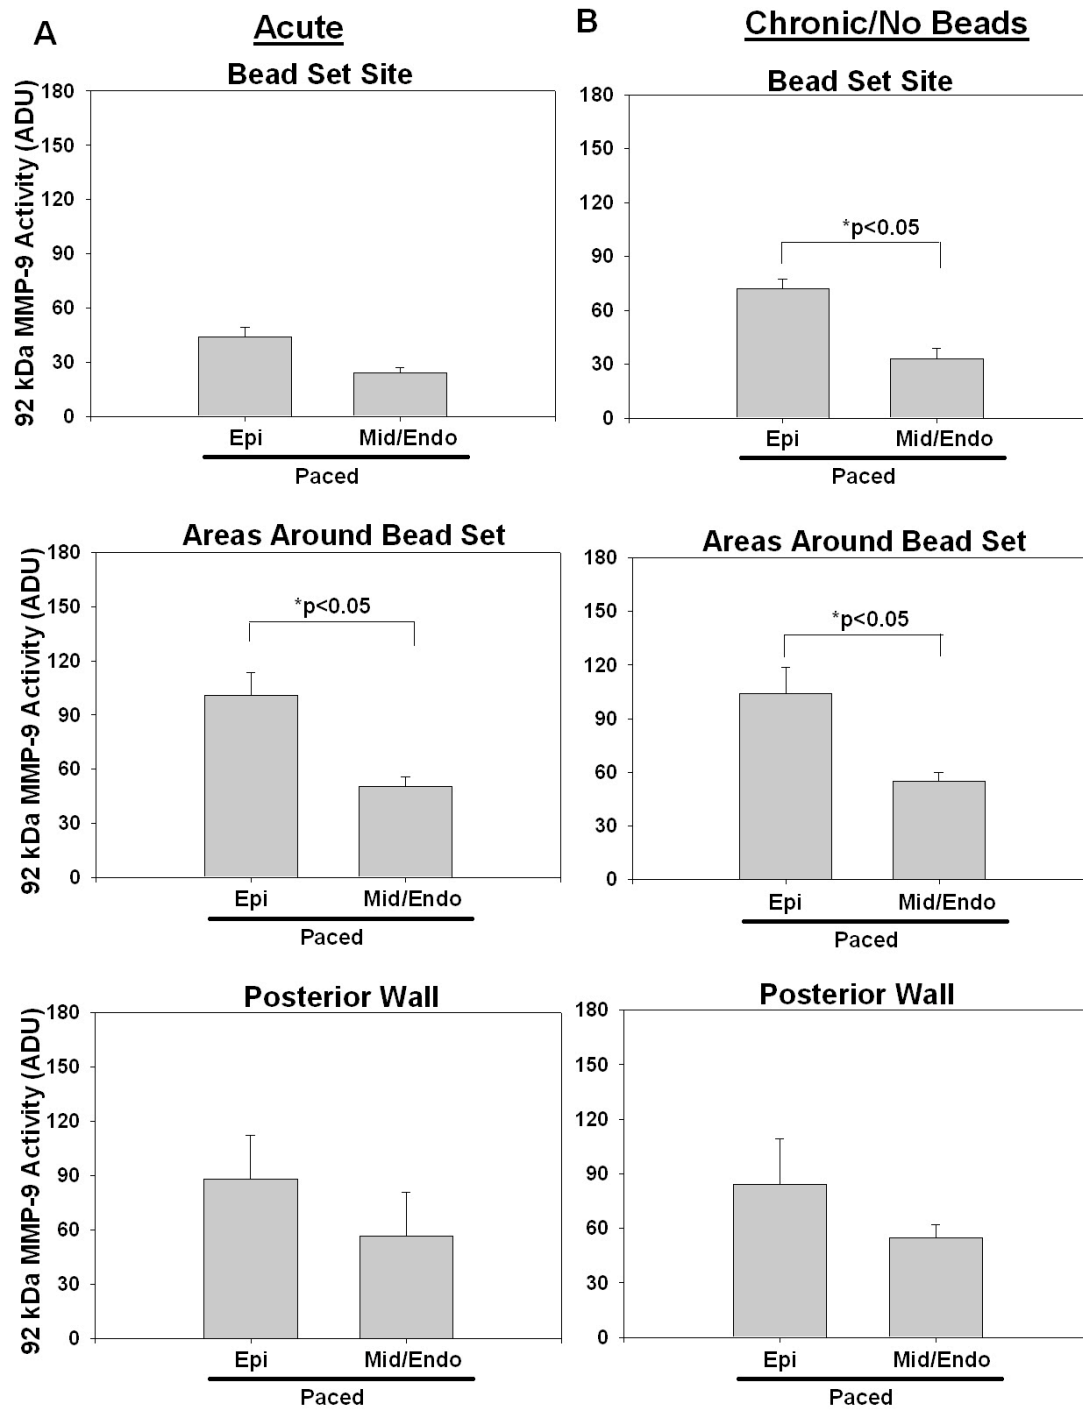 A
Acute
Bead Set Site
92 kDa MMP-9 Activity (ADU)
180
150
120
90
60
30
0
Epi
Mid/Endo
Paced
B
Chronic/No Beads
Bead Set Site
180
150
120
90
60
30
0
*p<0.05
Epi
Mid/Endo
Paced
Areas Around Bead Set
92 kDa MMP-9 Activity (ADU)
180
150
120
90
60
30
0
*p<0.05
Epi
Mid/Endo
Paced
Areas Around Bead Set
180
150
120
90
60
30
0
*p<0.05
Epi
Mid/Endo
Paced
Posterior Wall
92 kDa MMP-9 Activity (ADU)
180
150
120
90
60
30
0
Epi
Mid/Endo
Paced
Posterior Wall
180
150
120
90
60
30
0
Epi
Mid/Endo
Paced